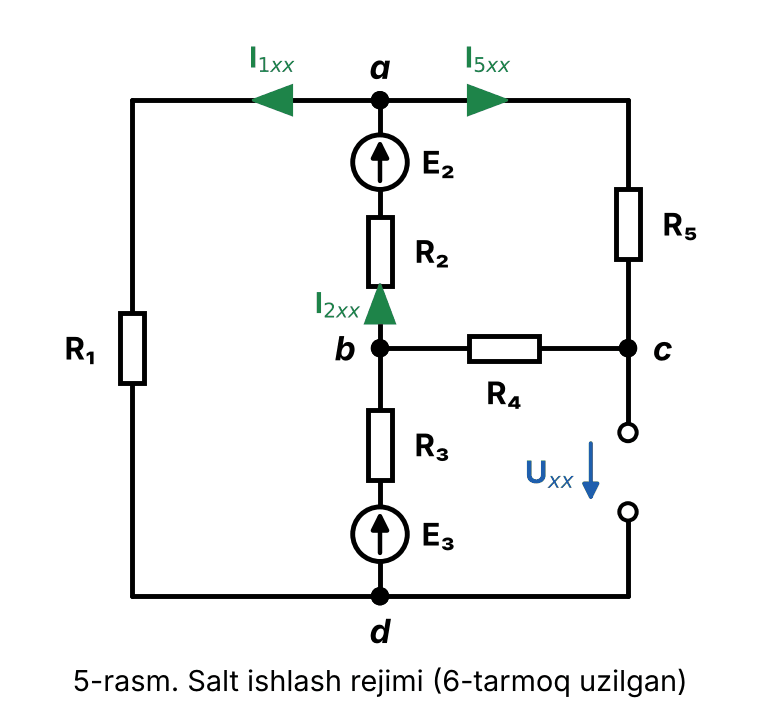 I₁ₓₓ
a
I₅ₓₓ
E₂
R₅
R₂
I₂ₓₓ
R₁
b
c
R₄
R₃
Uₓₓ
E₃
d
5-rasm. Salt ishlash rejimi (6-tarmoq uzilgan)